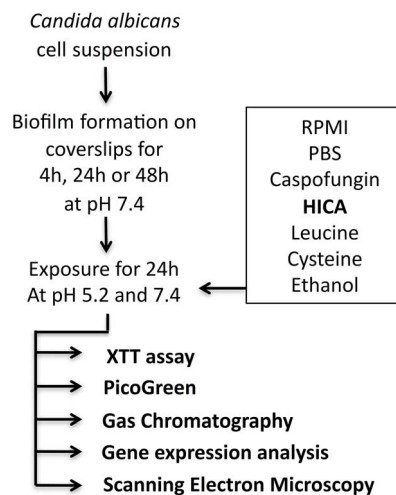 Candida albicans
cell suspension
Biofilm formation on
coverslips for
4h, 24h or 48h
at pH 7.4
RPMI
PBS
Caspofungin
HICA
Leucine
Cysteine
Ethanol
Exposure for 24h
At pH 5.2 and 7.4
XTT assay
PicoGreen
Gas Chromatography
Gene expression analysis
Scanning Electron Microscopy